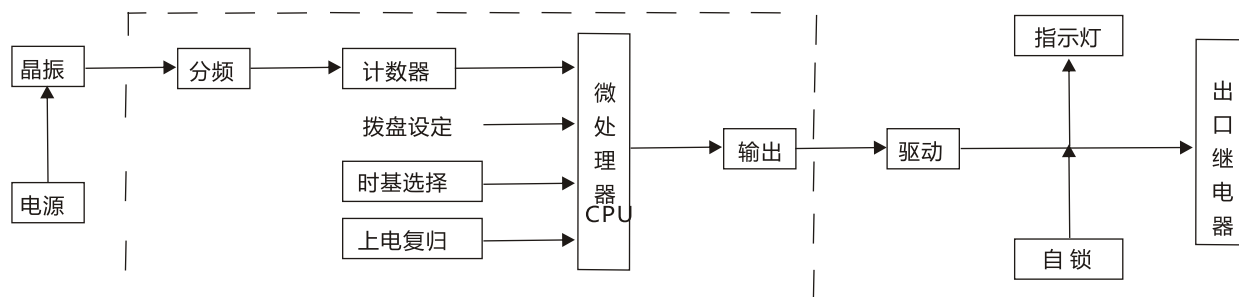 指示灯
晶振
分频
计数器
微处理器
CPU
出口继电器
拨盘设定
输出
驱动
时基选择
电源
上电复归
自锁